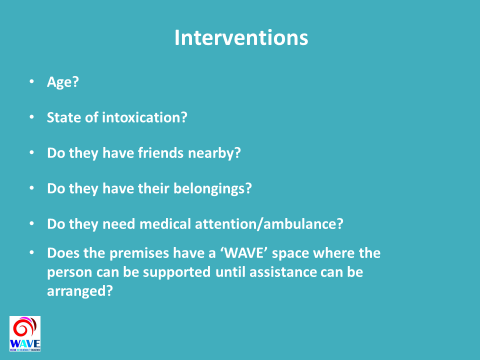 Interventions
• Age?
• State of intoxication?
• Do they have friends nearby?
• Do they have their belongings?
• Do they need medical attention/ambulance?
• Does the premises have a ‘WAVE’ space where the
person can be supported until assistance can be
arranged?
WAVE